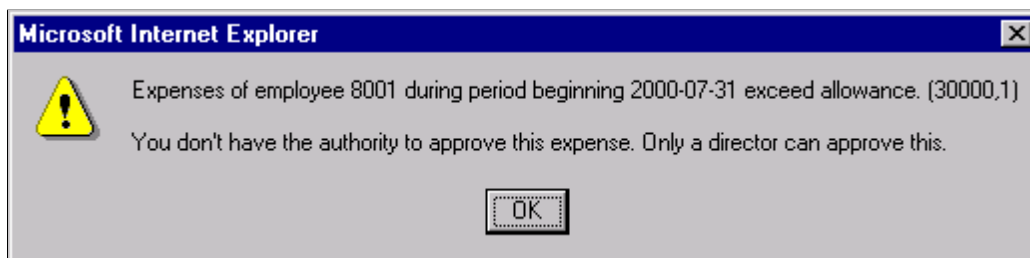 Microsoft Internet Explorer
Expenses of employee 8001 during period beginning 2000-07-31 exceed allowance. (30000,1)
You don't have the authority to approve this expense. Only a director can approve this.
OK